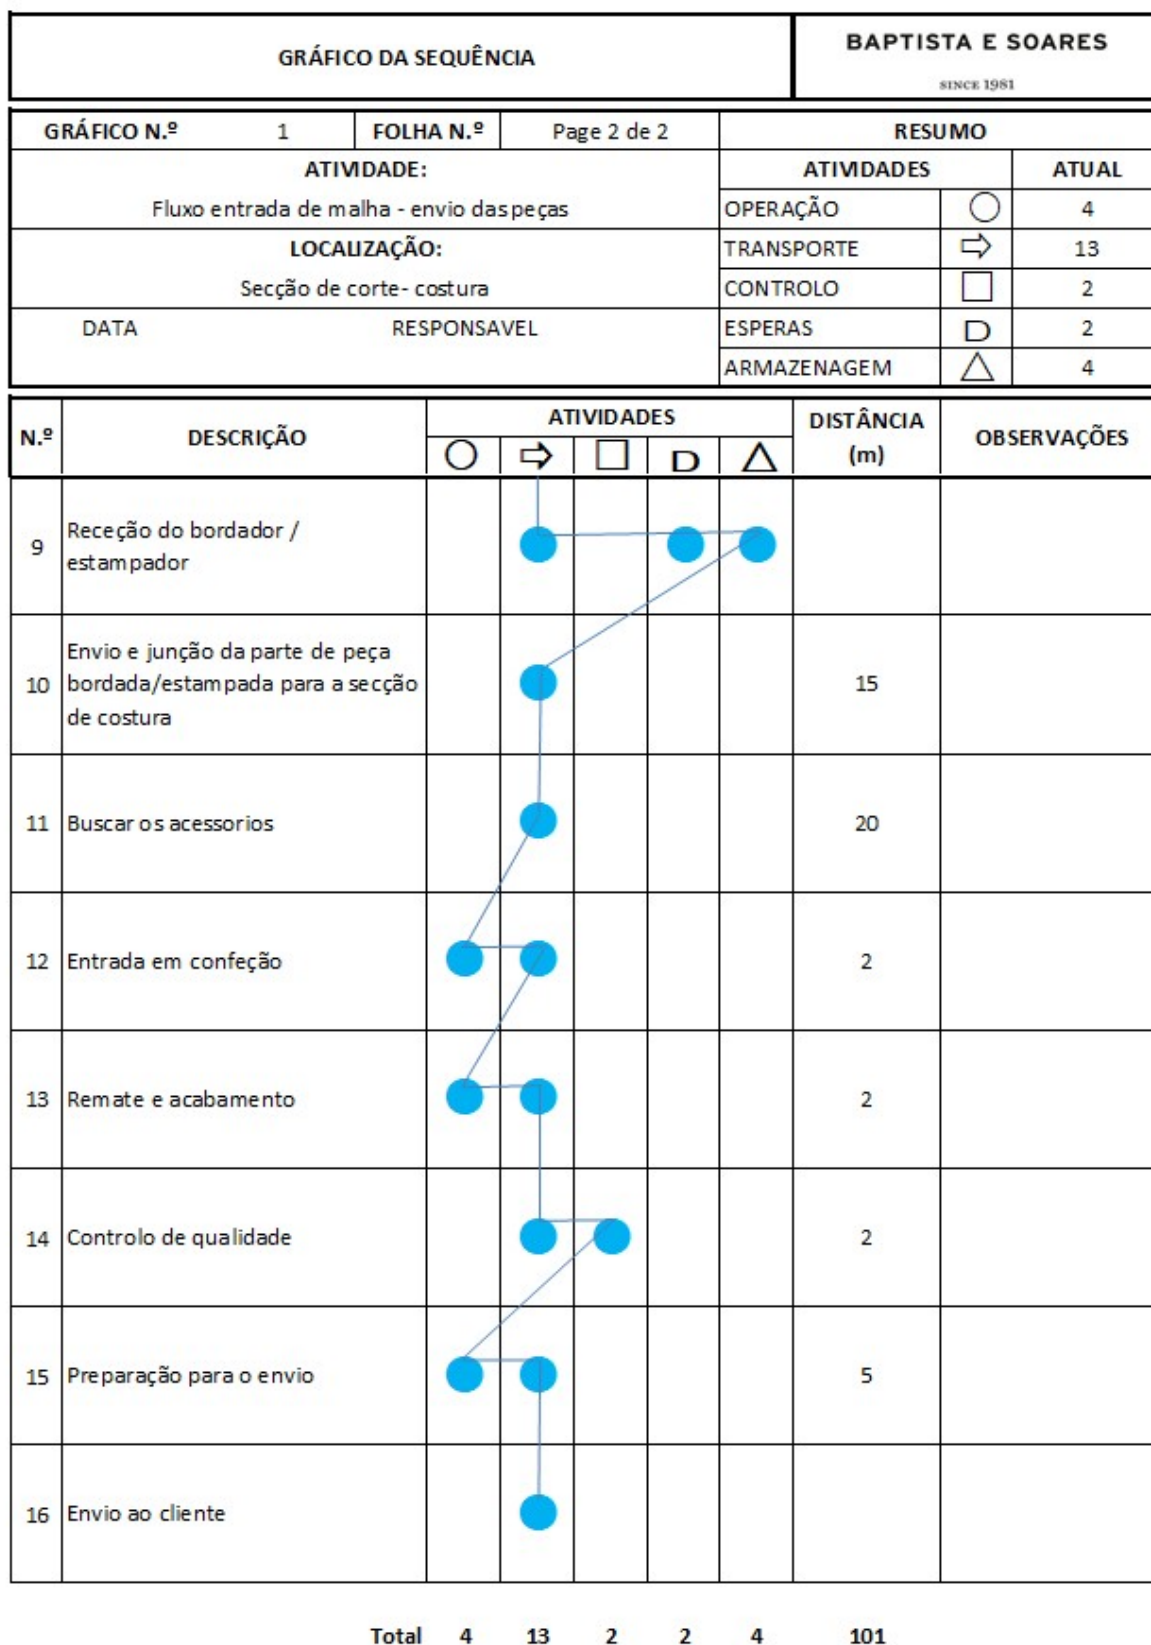 GRÁFICO DA SEQUÊNCIA
BAPTISTA E SOARES
SINCE 1981
GRÁFICO N.º 1 FOLHA N.º Page 2 de 2 RESUMO
ATIVIDADE: ATIVIDADES ATUAL
Fluxo entrada de malha - envio das peças OPERAÇÃO 4
LOCALIZAÇÃO: TRANSPORTE 13
Secção de corte- costura CONTROLO 2
DATA RESPONSAVEL ESPERAS D 2
ARMAZENAGEM 4
N.º DESCRIÇÃO ATIVIDADES DISTÂNCIA (m) OBSERVAÇÕES
D
9 Receção do bordador /
estampador
Envio e junção da parte de peça
10 bordada/estampada para a secção 15
de costura
11 Buscar os acessorios 20
12 Entrada em confeção 2
13 Remate e acabamento 2
14 Controlo de qualidade 2
15 Preparação para o envio 5
16 Envio ao cliente
Total 4 13 2 2 4 101